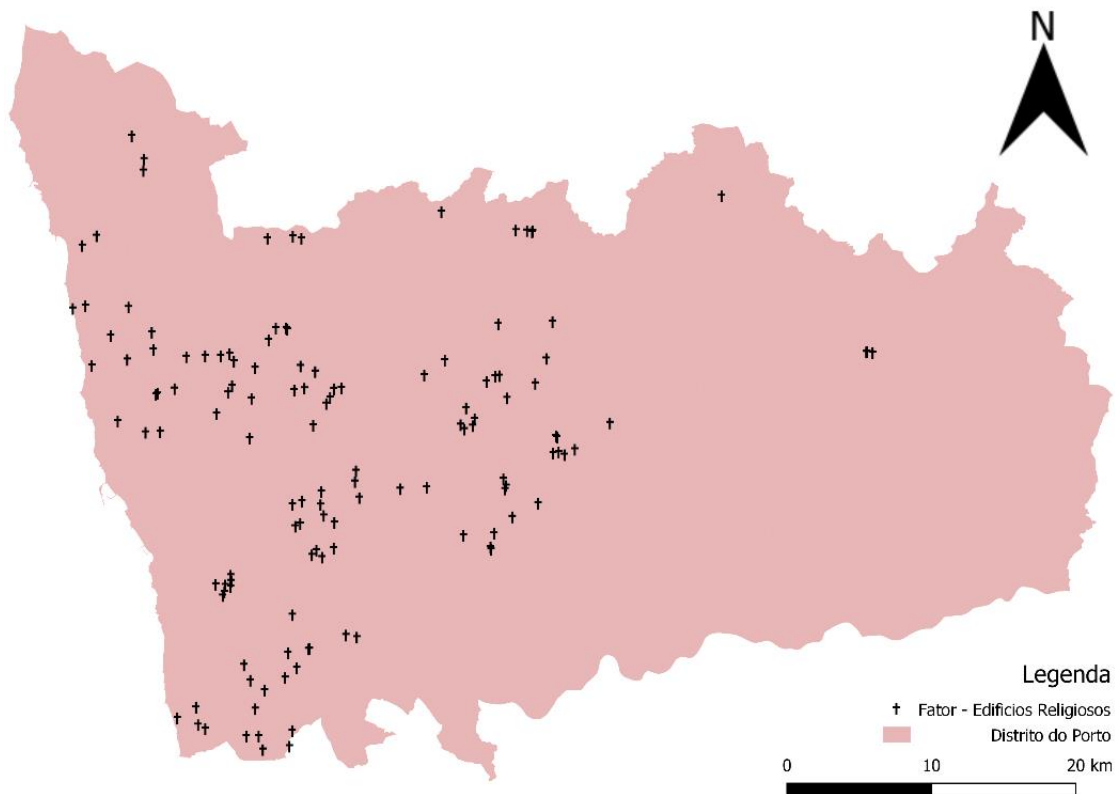 N
Legenda
Fator - Edificios Religiosos
Distrito do Porto
0 10 20 km